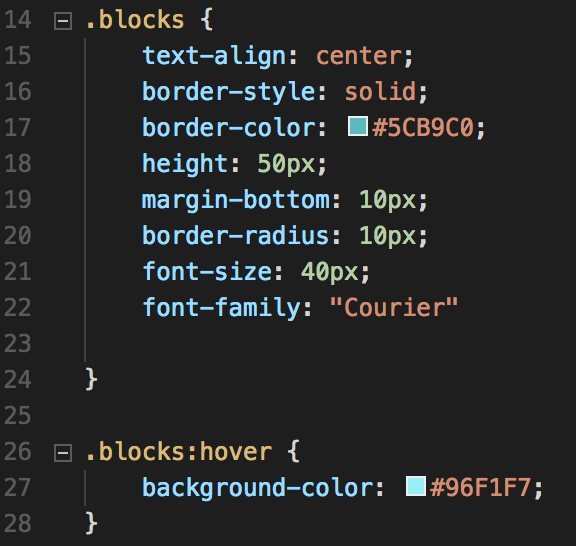 14 .blocks {
15 text-align: center;
16 border-style: solid;
17 border-color: #5CB9C0;
18 height: 50px;
19 margin-bottom: 10px;
20 border-radius: 10px;
21 font-size: 40px;
22 font-family: "Courier"
23
24 }
25
26 .blocks:hover {
27 background-color: #96F1F7;
28 }